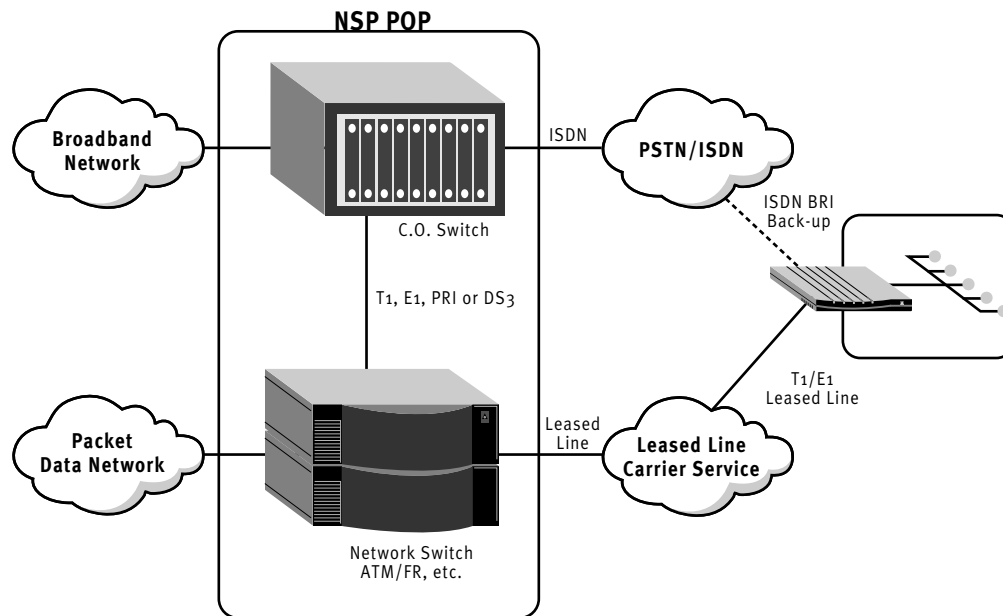 NSP POP
Broadband
Network
ISDN
PSTN/ISDN
C.O. Switch
ISDN BRI
Back-up
T1, E1, PRI or DS3
T1/E1
Leased Line
Packet
Data Network
Leased
Line
Leased Line
Carrier Service
Network Switch
ATM/FR, etc.